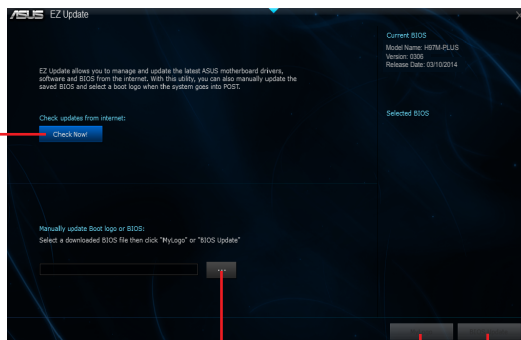 ASUS EZ Update
EZ Update allows you to manage and update the latest ASUS motherboard drivers,
software and BIOS from the internet. With this utility, you can also manually update the
saved BIOS and select a boot logo when the system goes into POST.
Check updates from internet:
Check Now!
Manually update Boot logo or BIOS:
Select a downloaded BIOS file then click "MyLogo" or "BIOS Update"
...
Current BIOS
Model Name: H97M-PLUS
Version: 0306
Release Date: 03/10/2014
Selected BIOS